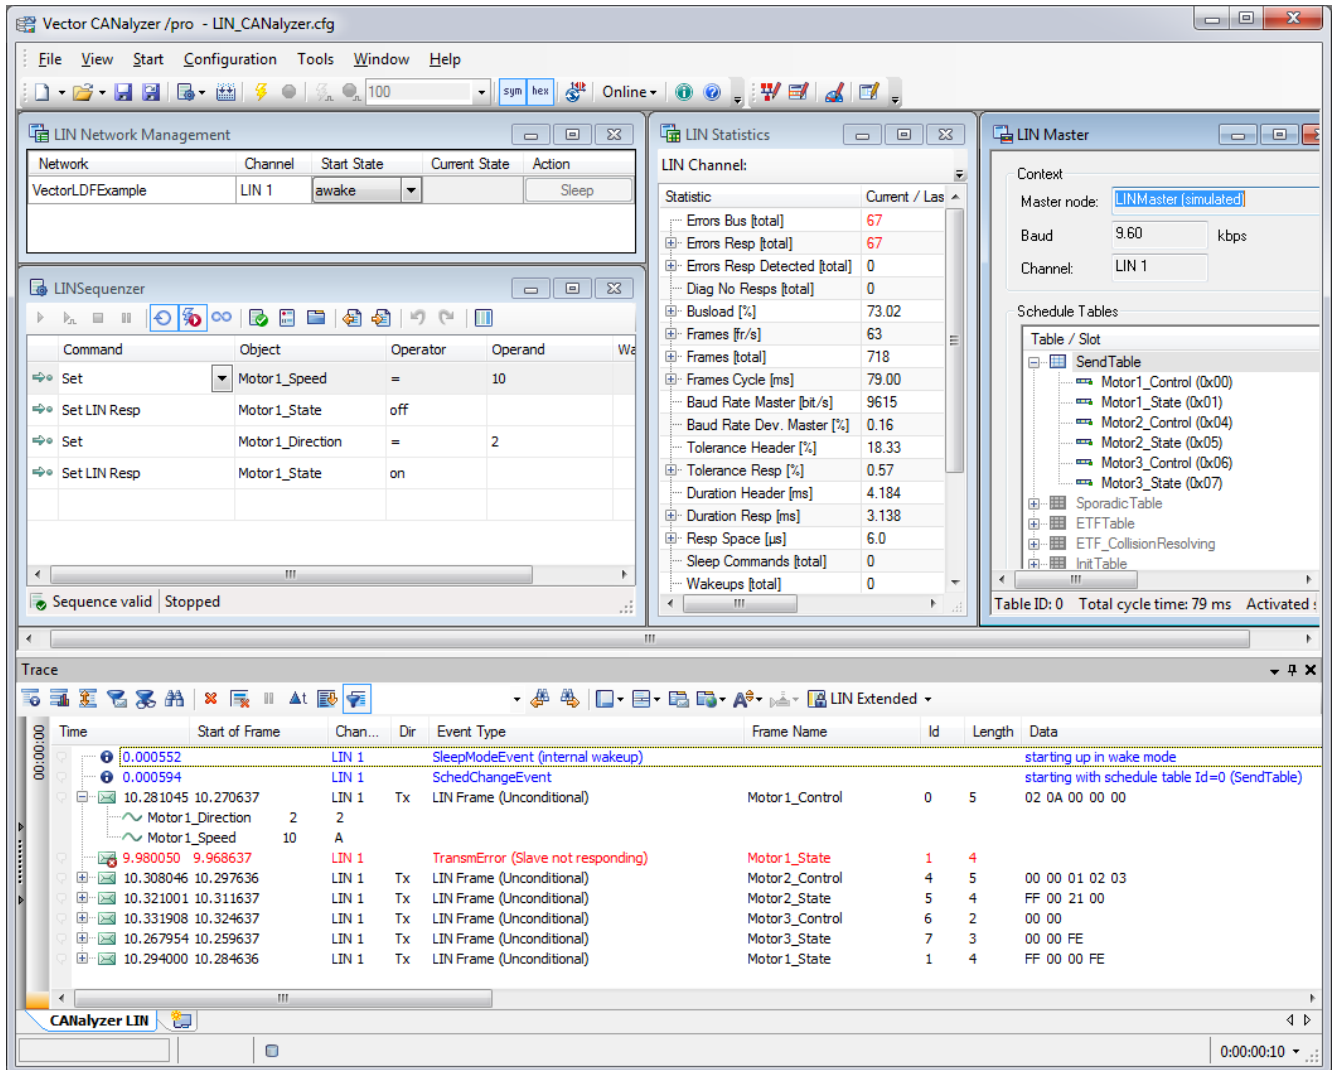 Vector CANalyzer /pro - LIN_CANalyzer.cfg
File View Start Configuration Tools Window Help
100 sym hex Online
LIN Network Management
Network Channel Start State Current State Action
VectorLDFExample LIN 1 awake Sleep
LINSequenzer
Command Object Operator Operand Wa
Set Motor1_Speed = 10
Set LIN Resp Motor1_State off
Set Motor1_Direction = 2
Set LIN Resp Motor1_State on
Sequence valid Stopped
LIN Statistics
LIN Channel:
Statistic Current / Las
Errors Bus [total] 67
Errors Resp [total] 67
Errors Resp Detected [total] 0
Diag No Resps [total] 0
Busload [%] 73.02
Frames [fr/s] 63
Frames [total] 718
Frames Cycle [ms] 79.00
Baud Rate Master [bit/s] 9615
Baud Rate Dev. Master [%] 0.16
Tolerance Header [%] 18.33
Tolerance Resp [%] 0.57
Duration Header [ms] 4.184
Duration Resp [ms] 3.138
Resp Space [µs] 6.0
Sleep Commands [total] 0
Wakeups [total] 0
LIN Master
Context
Master node: LINMaster (simulated)
Baud 9.60 kbps
Channel: LIN 1
Schedule Tables
Table / Slot
SendTable
Motor1_Control (0x00)
Motor1_State (0x01)
Motor2_Control (0x04)
Motor2_State (0x05)
Motor3_Control (0x06)
Motor3_State (0x07)
SporadicTable
ETFTable
ETF_CollisionResolving
InitTable
Table ID: 0 Total cycle time: 79 ms Activated
Trace
Δt LIN Extended
00:00:00
Time Start of Frame Chan... Dir Event Type Frame Name Id Length Data
0.000552 LIN 1 SleepModeEvent (internal wakeup) starting up in wake mode
0.000594 LIN 1 SchedChangeEvent starting with schedule table Id=0 (SendTable)
10.281045 10.270637 LIN 1 Tx LIN Frame (Unconditional) Motor1_Control 0 5 02 0A 00 00 00
Motor1_Direction 2 2
Motor1_Speed 10 A
9.980050 9.968637 LIN 1 TransmError (Slave not responding) Motor1_State 1 4
10.308046 10.297636 LIN 1 Tx LIN Frame (Unconditional) Motor2_Control 4 5 00 00 01 02 03
10.321001 10.311637 LIN 1 Tx LIN Frame (Unconditional) Motor2_State 5 4 FF 00 21 00
10.331908 10.324637 LIN 1 Tx LIN Frame (Unconditional) Motor3_Control 6 2 00 00
10.267954 10.259637 LIN 1 Tx LIN Frame (Unconditional) Motor3_State 7 3 00 00 FE
10.294000 10.284636 LIN 1 Tx LIN Frame (Unconditional) Motor1_State 1 4 FF 00 00 FE
CANalyzer LIN
0:00:00:10